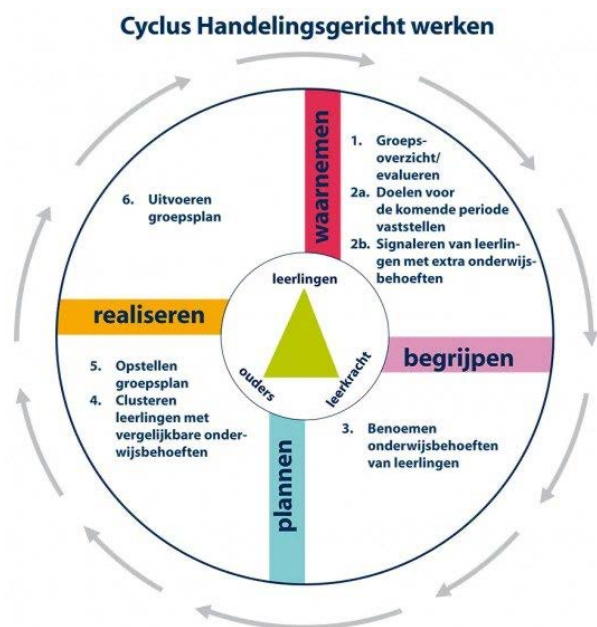 Cyclus Handelingsgericht werken
waarnemen
1. Groeps-
overzicht/
evalueren
2a. Doelen voor
de komende periode
vaststellen
2b. Signaleren van leerlin-
gen met extra onderwijs-
behoeften
begrijpen
3. Benoemen
onderwijsbehoeften
van leerlingen
plannen
5. Opstellen
groepsplan
4. Clusteren
leerlingen met
vergelijkbare onder-
wijsbehoeften
realiseren
6. Uitvoeren
groepsplan
leerlingen
ouders
leerkracht